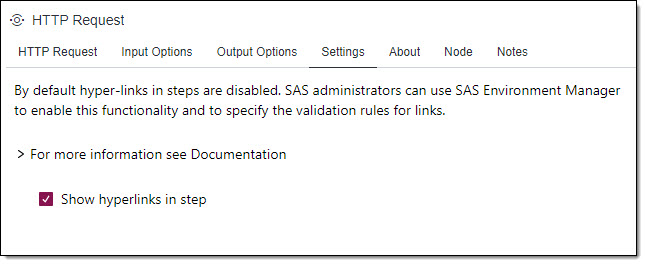 HTTP Request
HTTP Request Input Options Output Options Settings About Node Notes
By default hyper-links in steps are disabled. SAS administrators can use SAS Environment Manager
to enable this functionality and to specify the validation rules for links.
> For more information see Documentation
Show hyperlinks in step